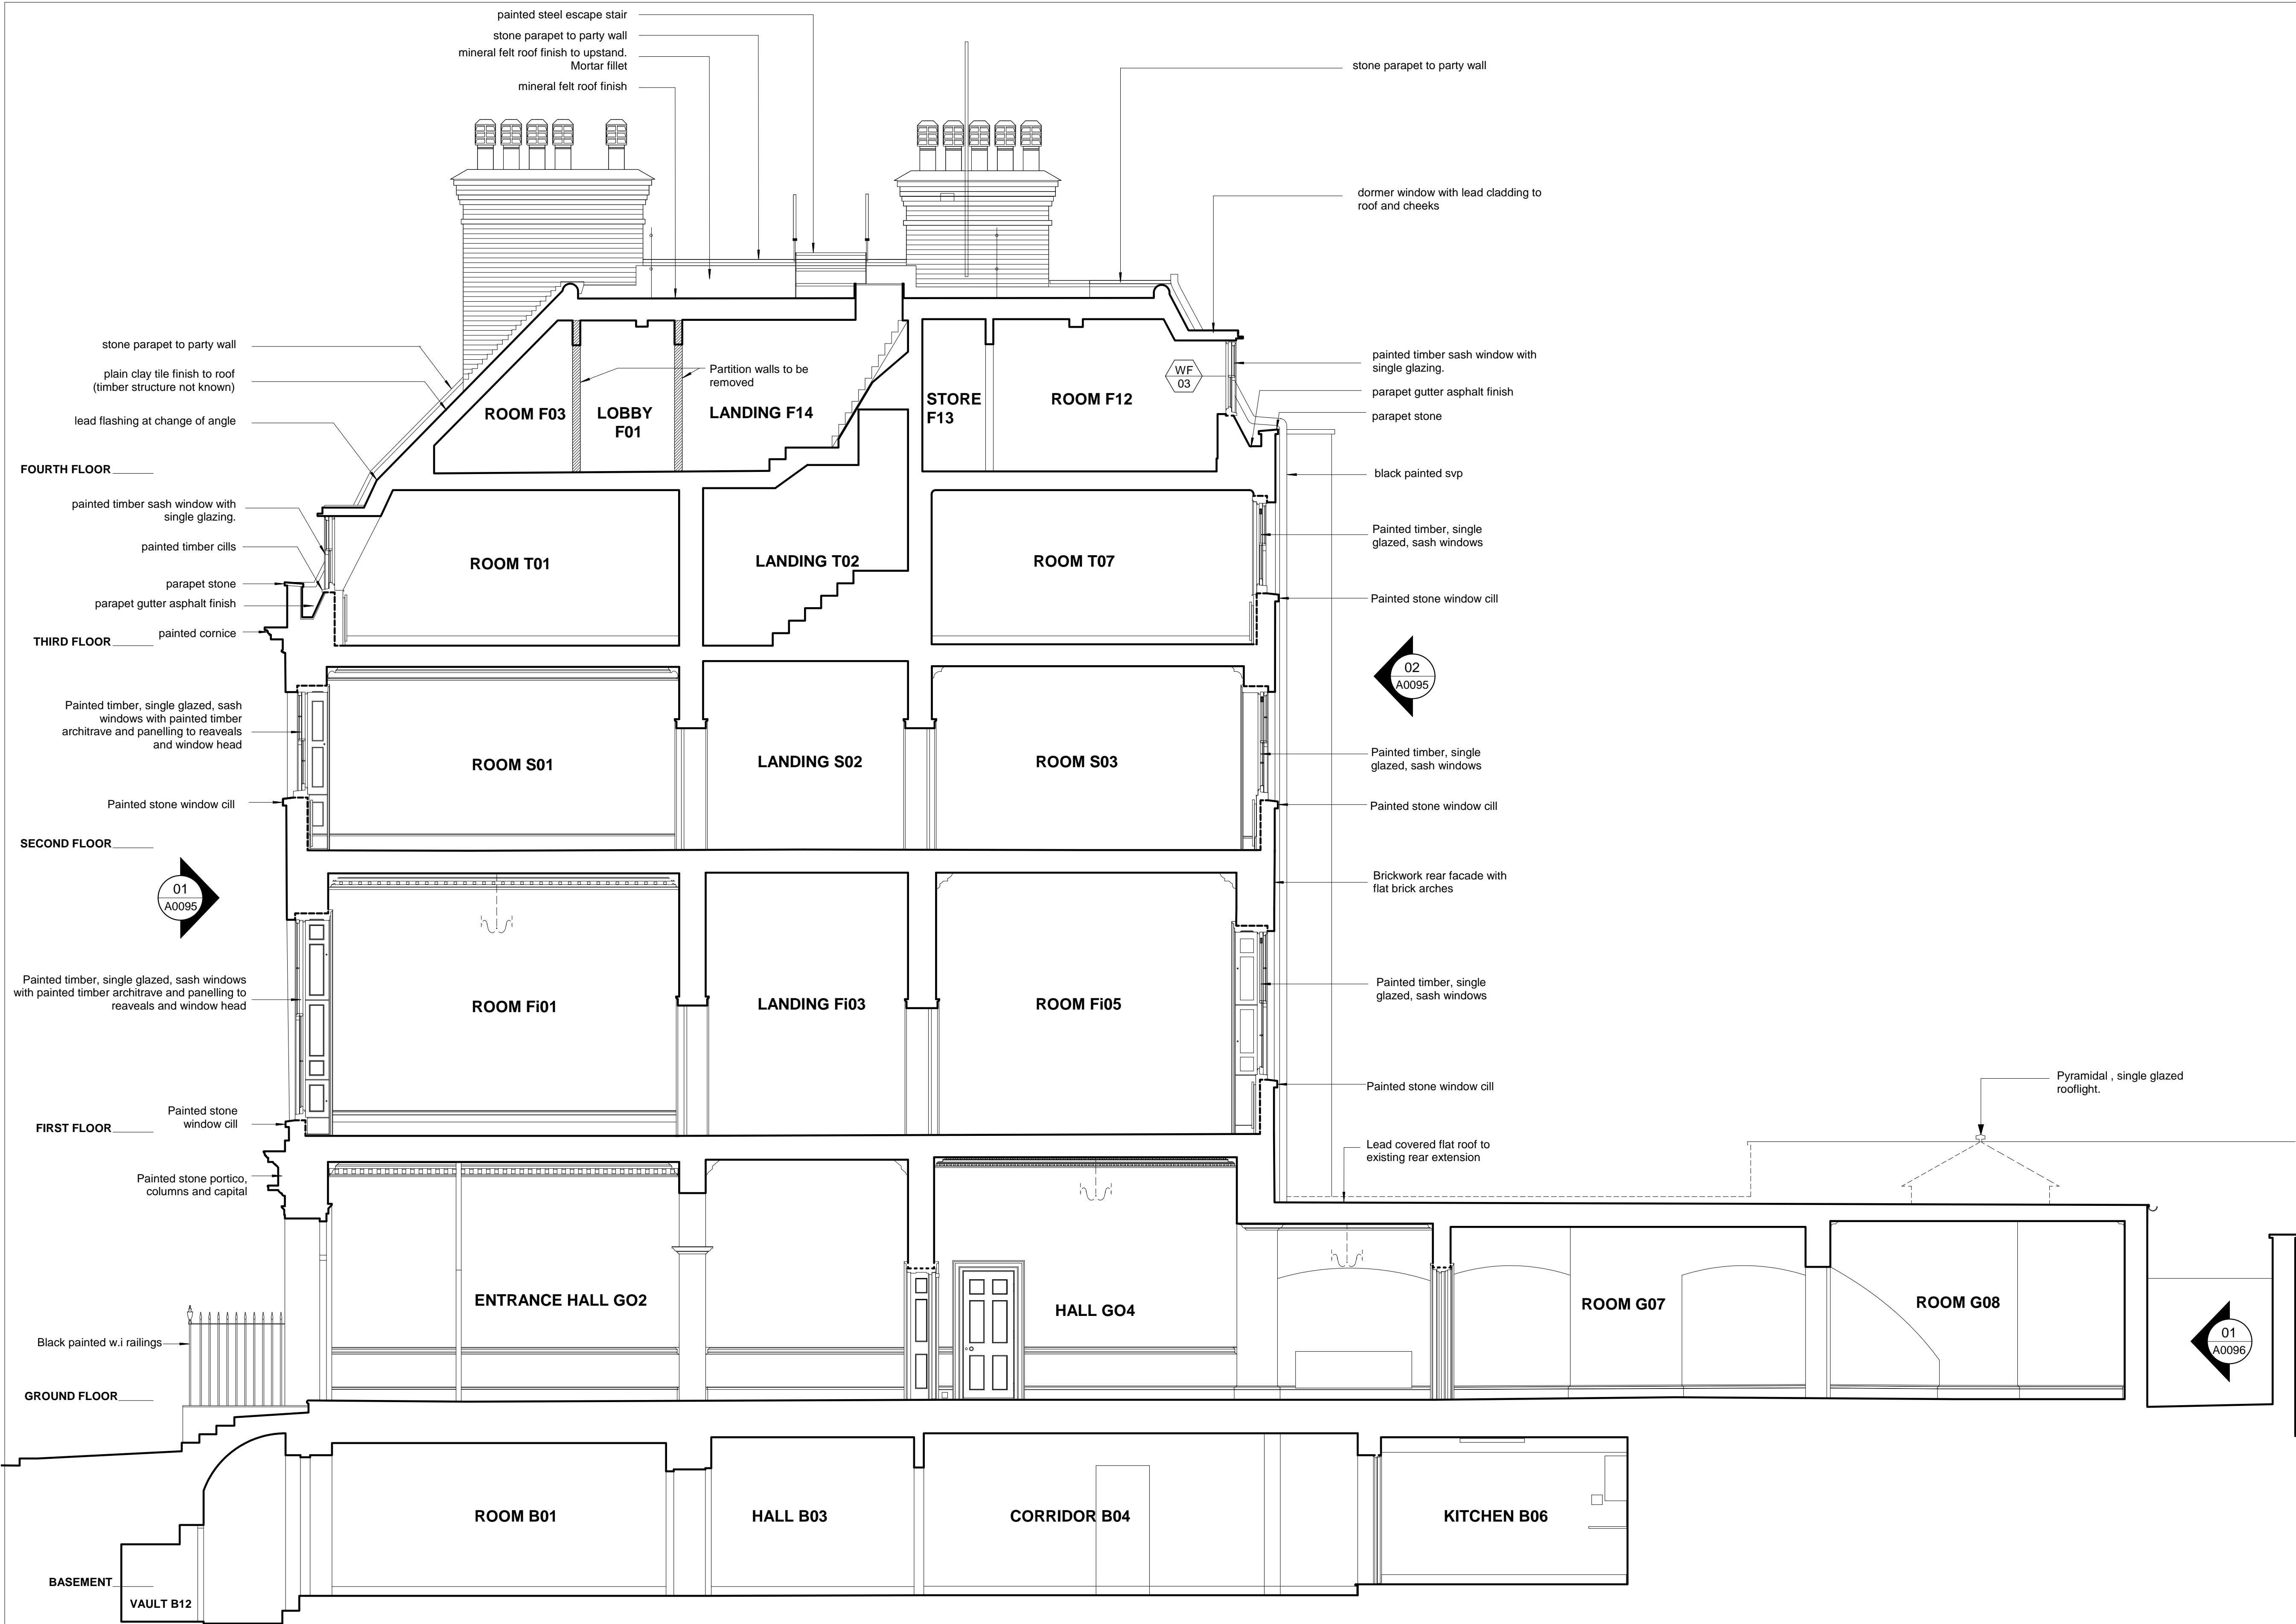 painted steel escape stair
stone parapet to party wall
mineral felt roof finish to upstand.
Mortar fillet
mineral felt roof finish
stone parapet to party wall
dormer window with lead cladding to
roof and cheeks
stone parapet to party wall
plain clay tile finish to roof
(timber structure not known)
lead flashing at change of angle
Partition walls to be
removed
ROOM F03
LOBBY
F01
LANDING F14
STORE
F13
ROOM F12
WF
03
painted timber sash window with
single glazing.
parapet gutter asphalt finish
parapet stone
FOURTH FLOOR
black painted svp
painted timber sash window with
single glazing.
painted timber cills
parapet stone
parapet gutter asphalt finish
painted cornice
THIRD FLOOR
ROOM T01
LANDING T02
ROOM T07
Painted timber, single
glazed, sash windows
Painted stone window cill
02
A0095
Painted timber, single glazed, sash
windows with painted timber
architrave and panelling to reaveals
and window head
Painted stone window cill
SECOND FLOOR
ROOM S01
LANDING S02
ROOM S03
Painted timber, single
glazed, sash windows
Painted stone window cill
01
A0095
Brickwork rear facade with
flat brick arches
Painted timber, single glazed, sash windows
with painted timber architrave and panelling to
reaveals and window head
ROOM Fi01
LANDING Fi03
ROOM Fi05
Painted timber, single
glazed, sash windows
Painted stone window cill
Painted stone
window cill
FIRST FLOOR
Pyramidal , single glazed
rooflight.
Lead covered flat roof to
existing rear extension
Painted stone portico,
columns and capital
ENTRANCE HALL GO2
HALL GO4
ROOM G07
ROOM G08
01
A0096
Black painted w.i railings
GROUND FLOOR
ROOM B01
HALL B03
CORRIDOR B04
KITCHEN B06
BASEMENT
VAULT B12